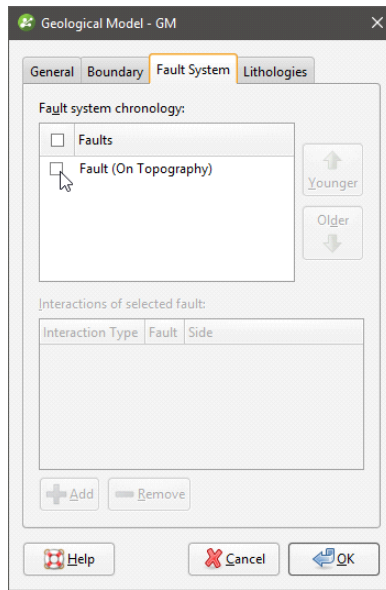 Geological Model - GM
General Boundary Fault System Lithologies
Fault system chronology:
Faults
Fault (On Topography)
Younger
Older
Interactions of selected fault:
Interaction Type Fault Side
Add Remove
Help Cancel OK